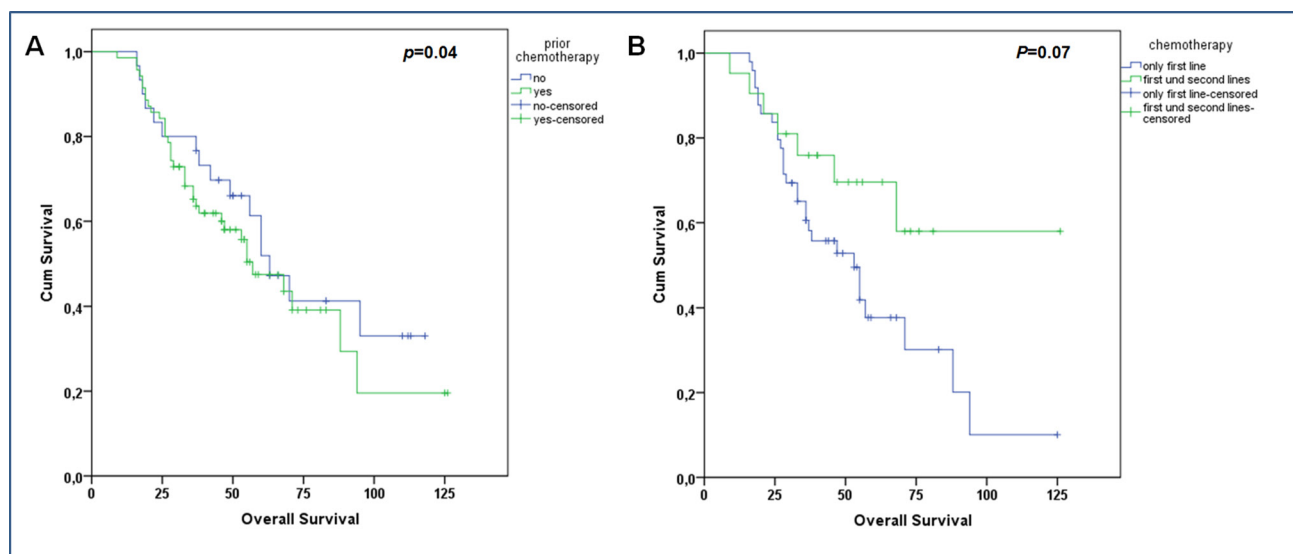 A
p=0.04
prior
chemotherapy
no
yes
no-censored
yes-censored
1,0
0,8
0,6
0,4
0,2
0,0
Cum Survival
0 25 50 75 100 125
Overall Survival
B
P=0.07
chemotherapy
only first line
first und second lines
only first line-censored
first und second lines-
censored
1,0
0,8
0,6
0,4
0,2
0,0
Cum Survival
0 25 50 75 100 125
Overall Survival